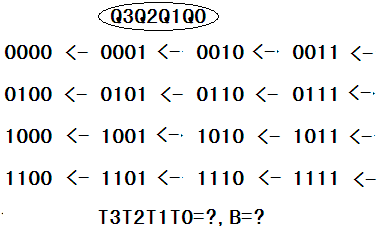 Q3Q2Q1Q0
0000 <- 0001 <- 0010 <- 0011 <-
0100 <- 0101 <- 0110 <- 0111 <-
1000 <- 1001 <- 1010 <- 1011 <-
1100 <- 1101 <- 1110 <- 1111 <-
T3T2T1T0=?, B=?